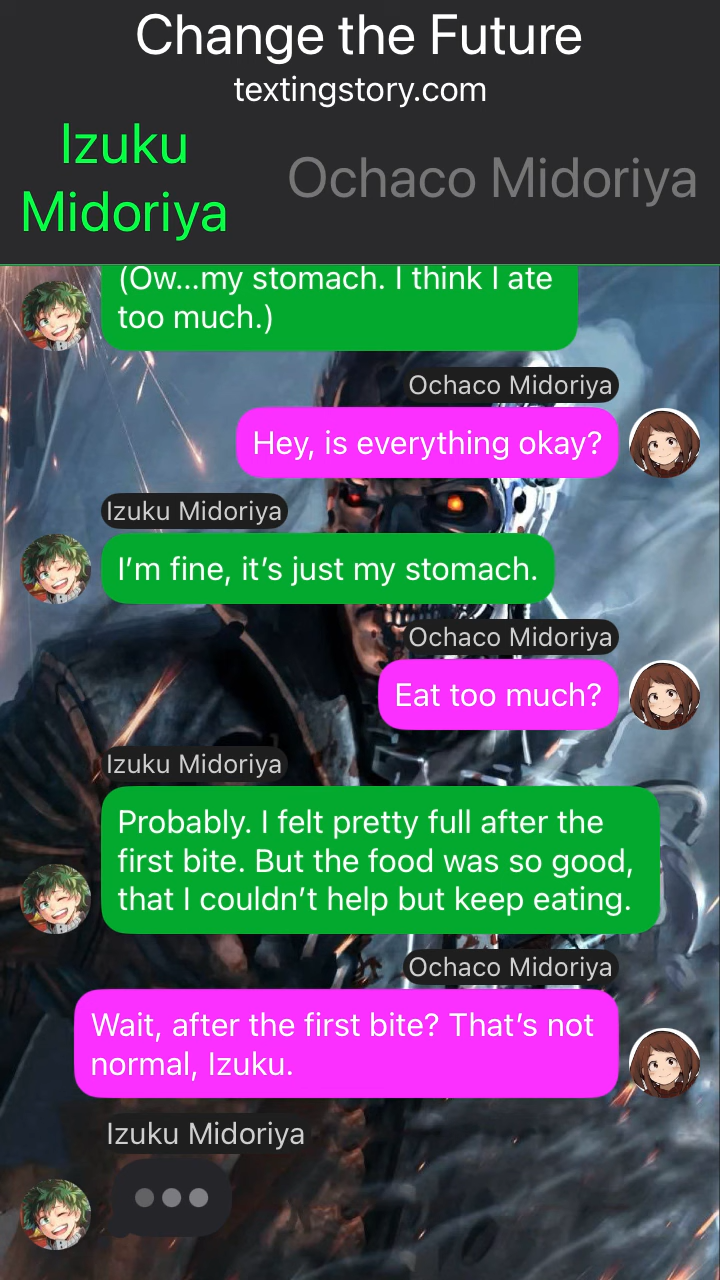 Change the Future
textingstory.com
Izuku
Midoriya
Ochaco Midoriya
(Ow...my stomach. I think I ate
too much.)
Ochaco Midoriya
Hey, is everything okay?
Izuku Midoriya
I’m fine, it’s just my stomach.
Ochaco Midoriya
Eat too much?
Izuku Midoriya
Probably. I felt pretty full after the
first bite. But the food was so good,
that I couldn’t help but keep eating.
Ochaco Midoriya
Wait, after the first bite? That’s not
normal, Izuku.
Izuku Midoriya